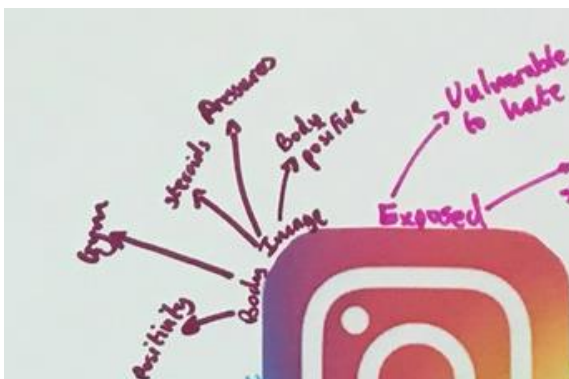 Pressures
Steroids
Body
positive
Gym
Body Image
Positivity
Vulnerable
to hate
Exposed